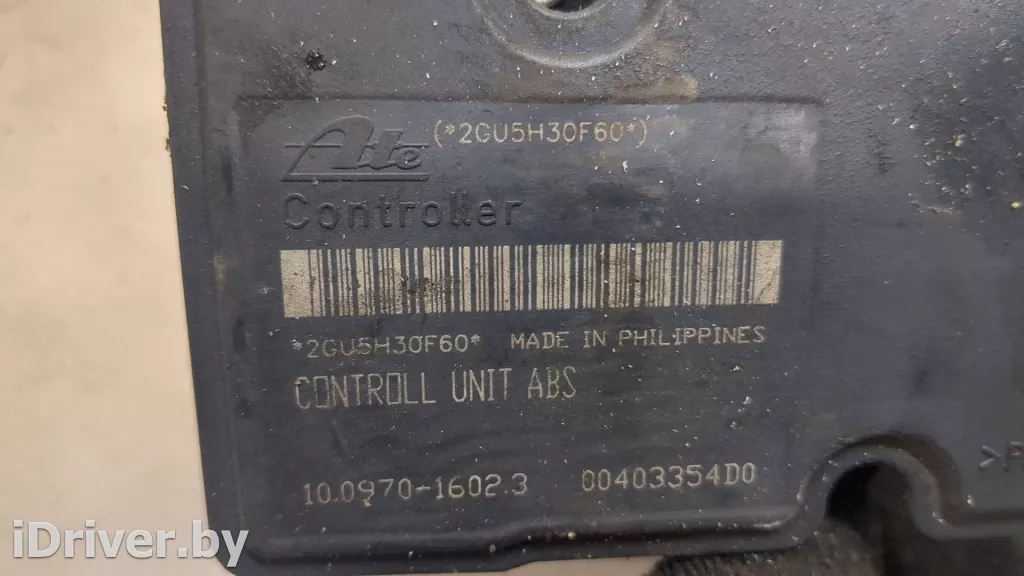 (*2GU5H30F60*)
Ate
Controller
*2GU5H30F60* MADE IN PHILIPPINES
CONTROLL UNIT ABS
10.0970-1602.3 00403354D0
>P
iDriver.by